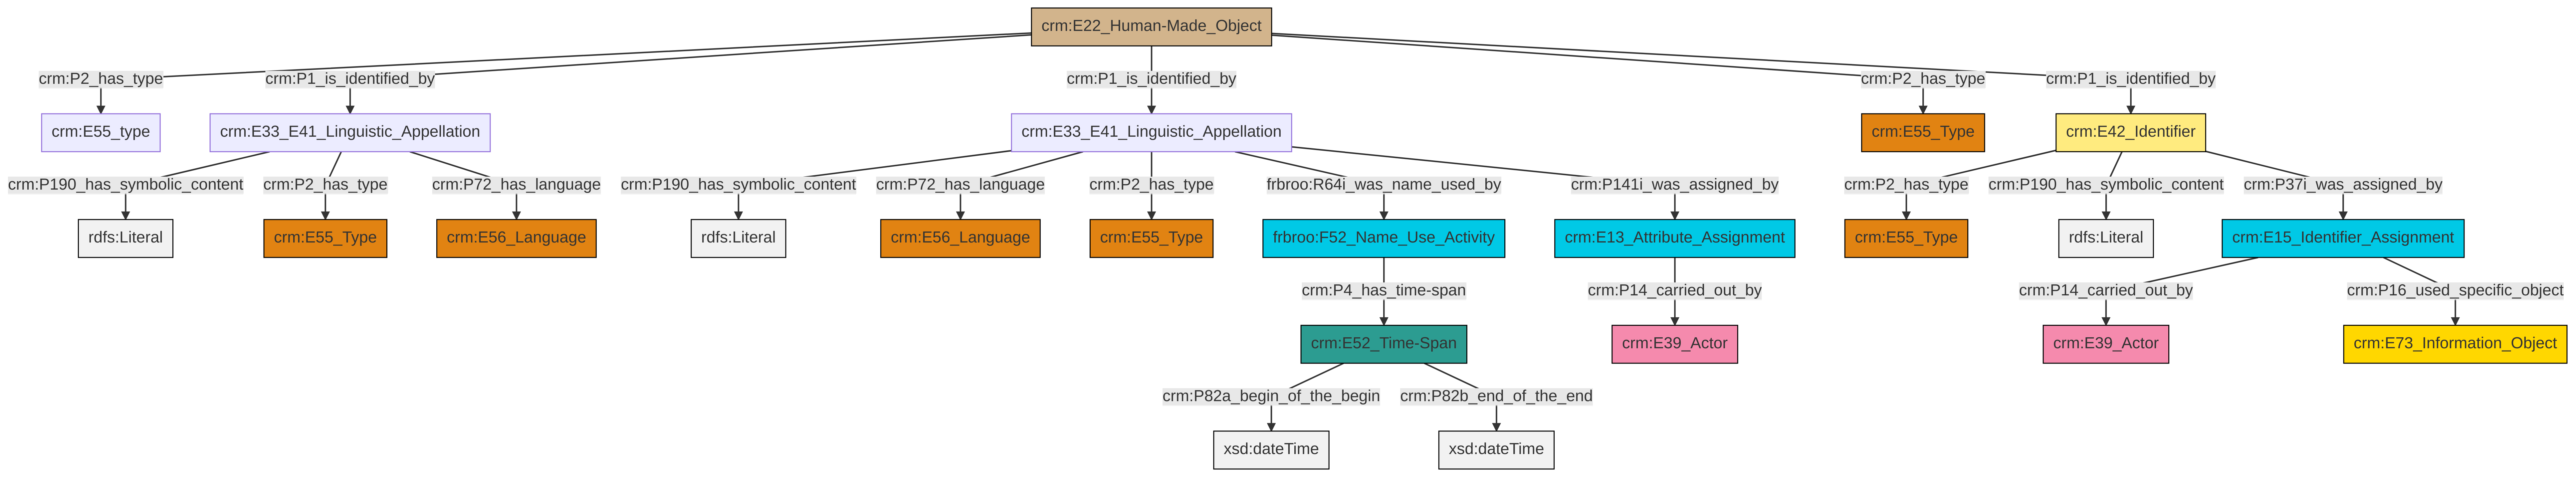 crm:E22_Human-Made_Object
crm:P2_has_type
crm:P1_is_identified_by
crm:P1_is_identified_by
crm:P2_has_type
crm:P1_is_identified_by
crm:E55_type
crm:E33_E41_Linguistic_Appellation
crm:E33_E41_Linguistic_Appellation
crm:E55_Type
crm:E42_Identifier
crm:P190_has_symbolic_content
crm:P2_has_type
crm:P72_has_language
crm:P190_has_symbolic_content
crm:P72_has_language
crm:P2_has_type
frbroo:R64i_was_name_used_by
crm:P141i_was_assigned_by
crm:P2_has_type
crm:P190_has_symbolic_content
crm:P37i_was_assigned_by
rdfs:Literal
crm:E55_Type
crm:E56_Language
rdfs:Literal
crm:E56_Language
crm:E55_Type
frbroo:F52_Name_Use_Activity
crm:E13_Attribute_Assignment
crm:E55_Type
rdfs:Literal
crm:E15_Identifier_Assignment
crm:P4_has_time-span
crm:P14_carried_out_by
crm:P14_carried_out_by
crm:P16_used_specific_object
crm:E52_Time-Span
crm:E39_Actor
crm:E39_Actor
crm:E73_Information_Object
crm:P82a_begin_of_the_begin
crm:P82b_end_of_the_end
xsd:dateTime
xsd:dateTime